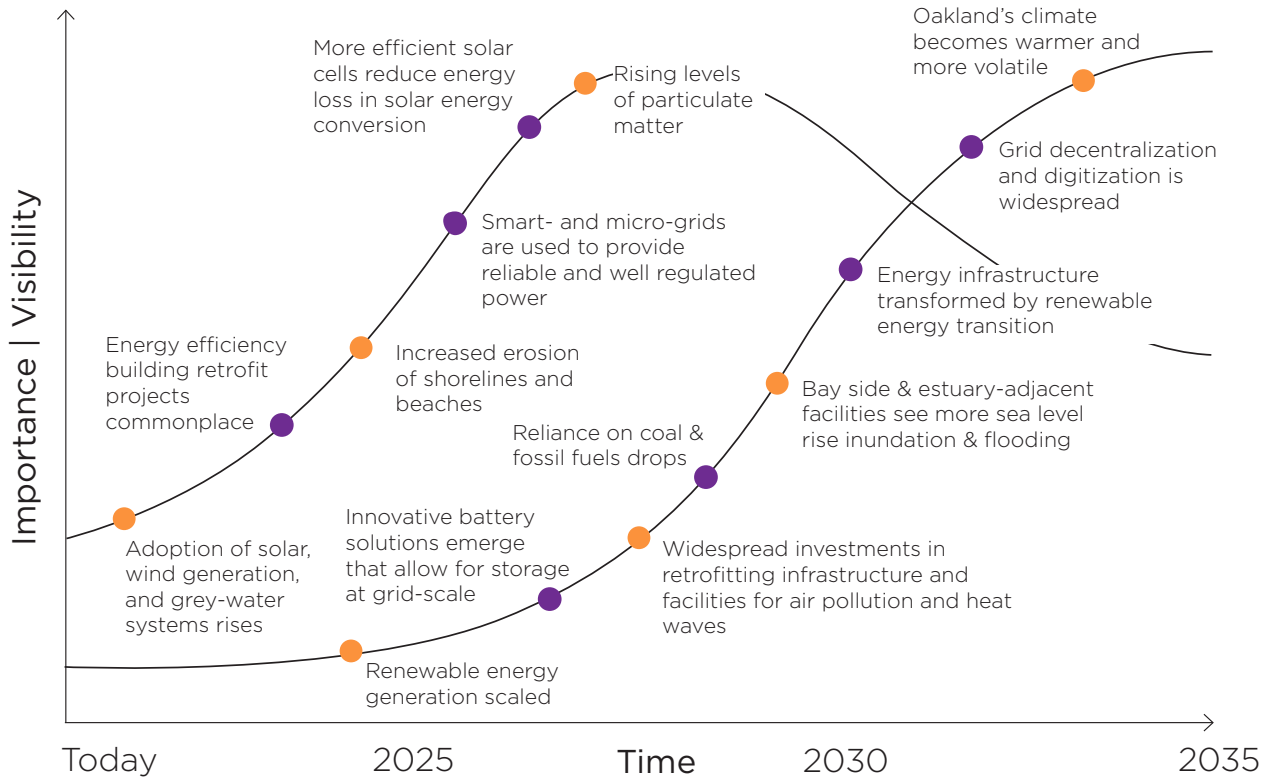 Oakland's climate
becomes warmer and
more volatile
More efficient solar
cells reduce energy
loss in solar energy
conversion
Rising levels
of particulate
matter
Grid decentralization
and digitization is
widespread
Smart- and micro-grids
are used to provide
reliable and well regulated
power
Energy infrastructure
transformed by renewable
energy transition
Importance | Visibility
Energy efficiency
building retrofit
projects
commonplace
Increased erosion
of shorelines and
beaches
Bay side & estuary-adjacent
facilities see more sea level
rise inundation & flooding
Reliance on coal &
fossil fuels drops
Innovative battery
solutions emerge
that allow for storage
at grid-scale
Adoption of solar,
wind generation,
and grey-water
systems rises
Widespread investments in
retrofitting infrastructure and
facilities for air pollution and heat
waves
Renewable energy
generation scaled
Today
2025
Time
2030
2035